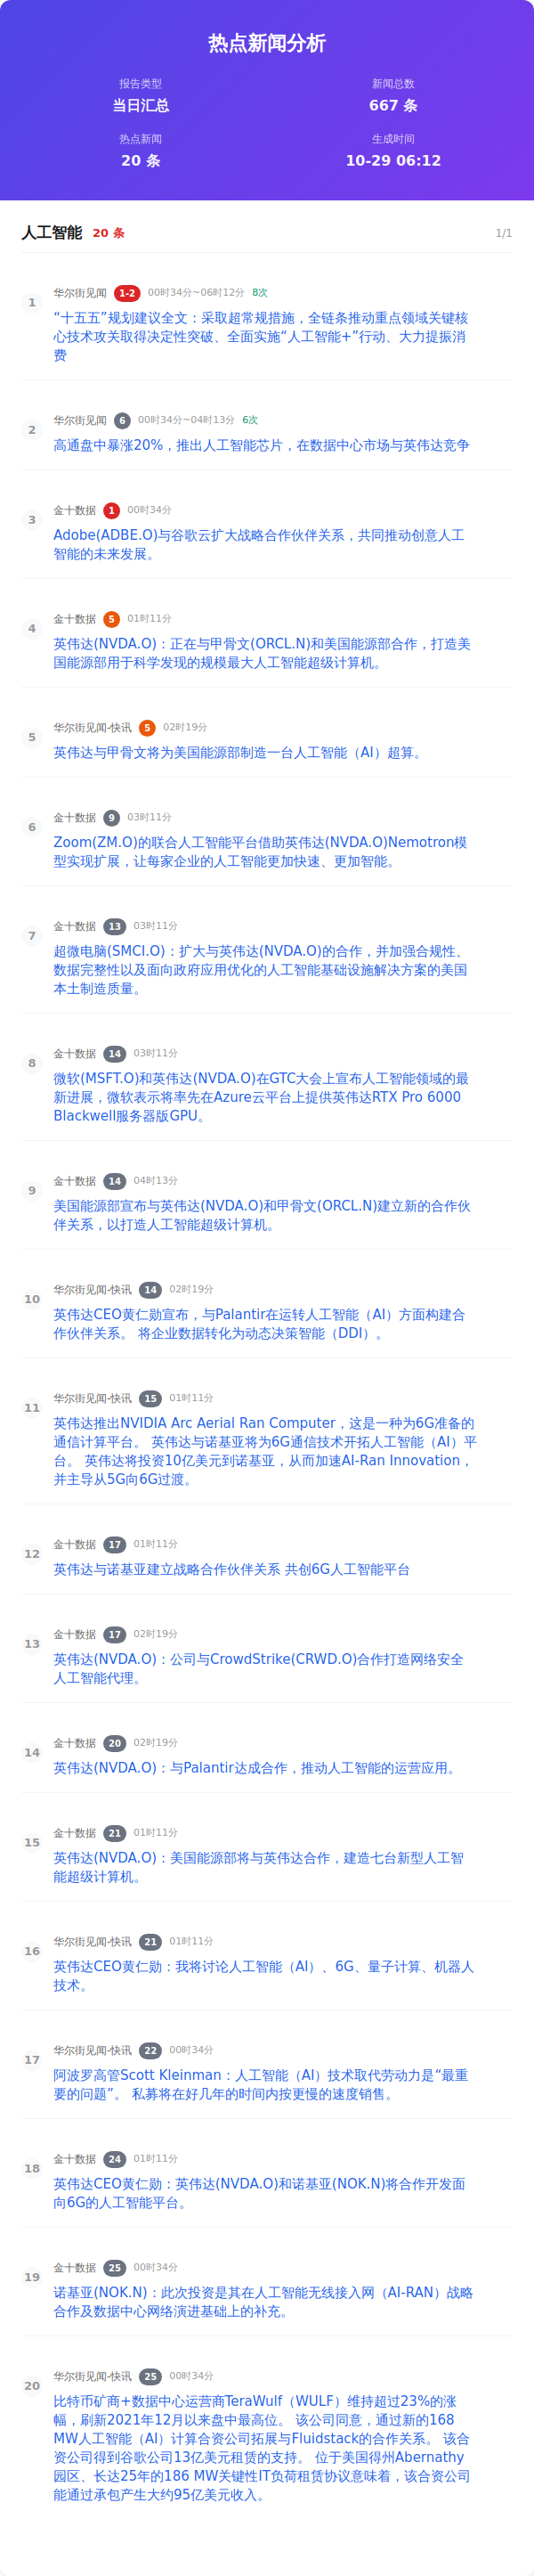 热点新闻分析
报告类型
新闻总数
当日汇总
667 条
热点新闻
生成时间
20 条
10-29 06:12
人工智能 20 条 1/1
1
华尔街见闻 1-2 00时34分~06时12分 8次
“十五五”规划建议全文：采取超常规措施，全链条推动重点领域关键核
心技术攻关取得决定性突破、全面实施“人工智能+”行动、大力提振消
费
2
华尔街见闻 6 00时34分~04时13分 6次
高通盘中暴涨20%，推出人工智能芯片，在数据中心市场与英伟达竞争
3
金十数据 1 00时34分
Adobe(ADBE.O)与谷歌云扩大战略合作伙伴关系，共同推动创意人工
智能的未来发展。
4
金十数据 5 01时11分
英伟达(NVDA.O)：正在与甲骨文(ORCL.N)和美国能源部合作，打造美
国能源部用于科学发现的规模最大人工智能超级计算机。
5
华尔街见闻-快讯 5 02时19分
英伟达与甲骨文将为美国能源部制造一台人工智能（AI）超算。
6
金十数据 9 03时11分
Zoom(ZM.O)的联合人工智能平台借助英伟达(NVDA.O)Nemotron模
型实现扩展，让每家企业的人工智能更加快速、更加智能。
7
金十数据 13 03时11分
超微电脑(SMCI.O)：扩大与英伟达(NVDA.O)的合作，并加强合规性、
数据完整性以及面向政府应用优化的人工智能基础设施解决方案的美国
本土制造质量。
8
金十数据 14 03时11分
微软(MSFT.O)和英伟达(NVDA.O)在GTC大会上宣布人工智能领域的最
新进展，微软表示将率先在Azure云平台上提供英伟达RTX Pro 6000
Blackwell服务器版GPU。
9
金十数据 14 04时13分
美国能源部宣布与英伟达(NVDA.O)和甲骨文(ORCL.N)建立新的合作伙
伴关系，以打造人工智能超级计算机。
10
华尔街见闻-快讯 14 02时19分
英伟达CEO黄仁勋宣布，与Palantir在运转人工智能（AI）方面构建合
作伙伴关系。 将企业数据转化为动态决策智能（DDI）。
11
华尔街见闻-快讯 15 01时11分
英伟达推出NVIDIA Arc Aerial Ran Computer，这是一种为6G准备的
通信计算平台。 英伟达与诺基亚将为6G通信技术开拓人工智能（AI）平
台。 英伟达将投资10亿美元到诺基亚，从而加速AI-Ran Innovation，
并主导从5G向6G过渡。
12
金十数据 17 01时11分
英伟达与诺基亚建立战略合作伙伴关系 共创6G人工智能平台
13
金十数据 17 02时19分
英伟达(NVDA.O)：公司与CrowdStrike(CRWD.O)合作打造网络安全
人工智能代理。
14
金十数据 20 02时19分
英伟达(NVDA.O)：与Palantir达成合作，推动人工智能的运营应用。
15
金十数据 21 01时11分
英伟达(NVDA.O)：美国能源部将与英伟达合作，建造七台新型人工智
能超级计算机。
16
华尔街见闻-快讯 21 01时11分
英伟达CEO黄仁勋：我将讨论人工智能（AI）、6G、量子计算、机器人
技术。
17
华尔街见闻-快讯 22 00时34分
阿波罗高管Scott Kleinman：人工智能（AI）技术取代劳动力是“最重
要的问题”。 私募将在好几年的时间内按更慢的速度销售。
18
金十数据 24 01时11分
英伟达CEO黄仁勋：英伟达(NVDA.O)和诺基亚(NOK.N)将合作开发面
向6G的人工智能平台。
19
金十数据 25 00时34分
诺基亚(NOK.N)：此次投资是其在人工智能无线接入网（AI-RAN）战略
合作及数据中心网络演进基础上的补充。
20
华尔街见闻-快讯 25 00时34分
比特币矿商+数据中心运营商TeraWulf（WULF）维持超过23%的涨
幅，刷新2021年12月以来盘中最高位。 该公司同意，通过新的168
MW人工智能（AI）计算合资公司拓展与Fluidstack的合作关系。 该合
资公司得到谷歌公司13亿美元租赁的支持。 位于美国得州Abernathy
园区、长达25年的186 MW关键性IT负荷租赁协议意味着，该合资公司
能通过承包产生大约95亿美元收入。